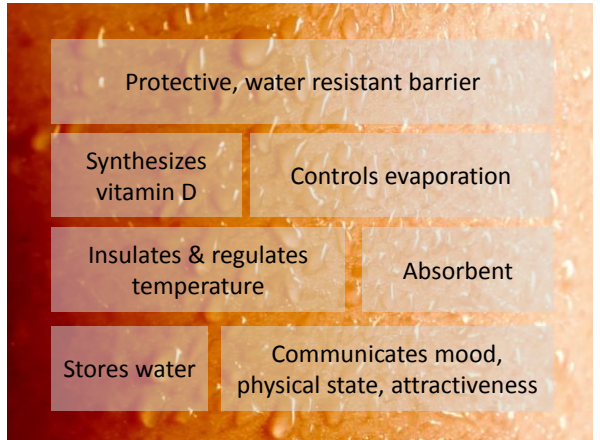 Protective, water resistant barrier
Synthesizes
vitamin D
Controls evaporation
Insulates & regulates
temperature
Absorbent
Stores water
Communicates mood,
physical state, attractiveness